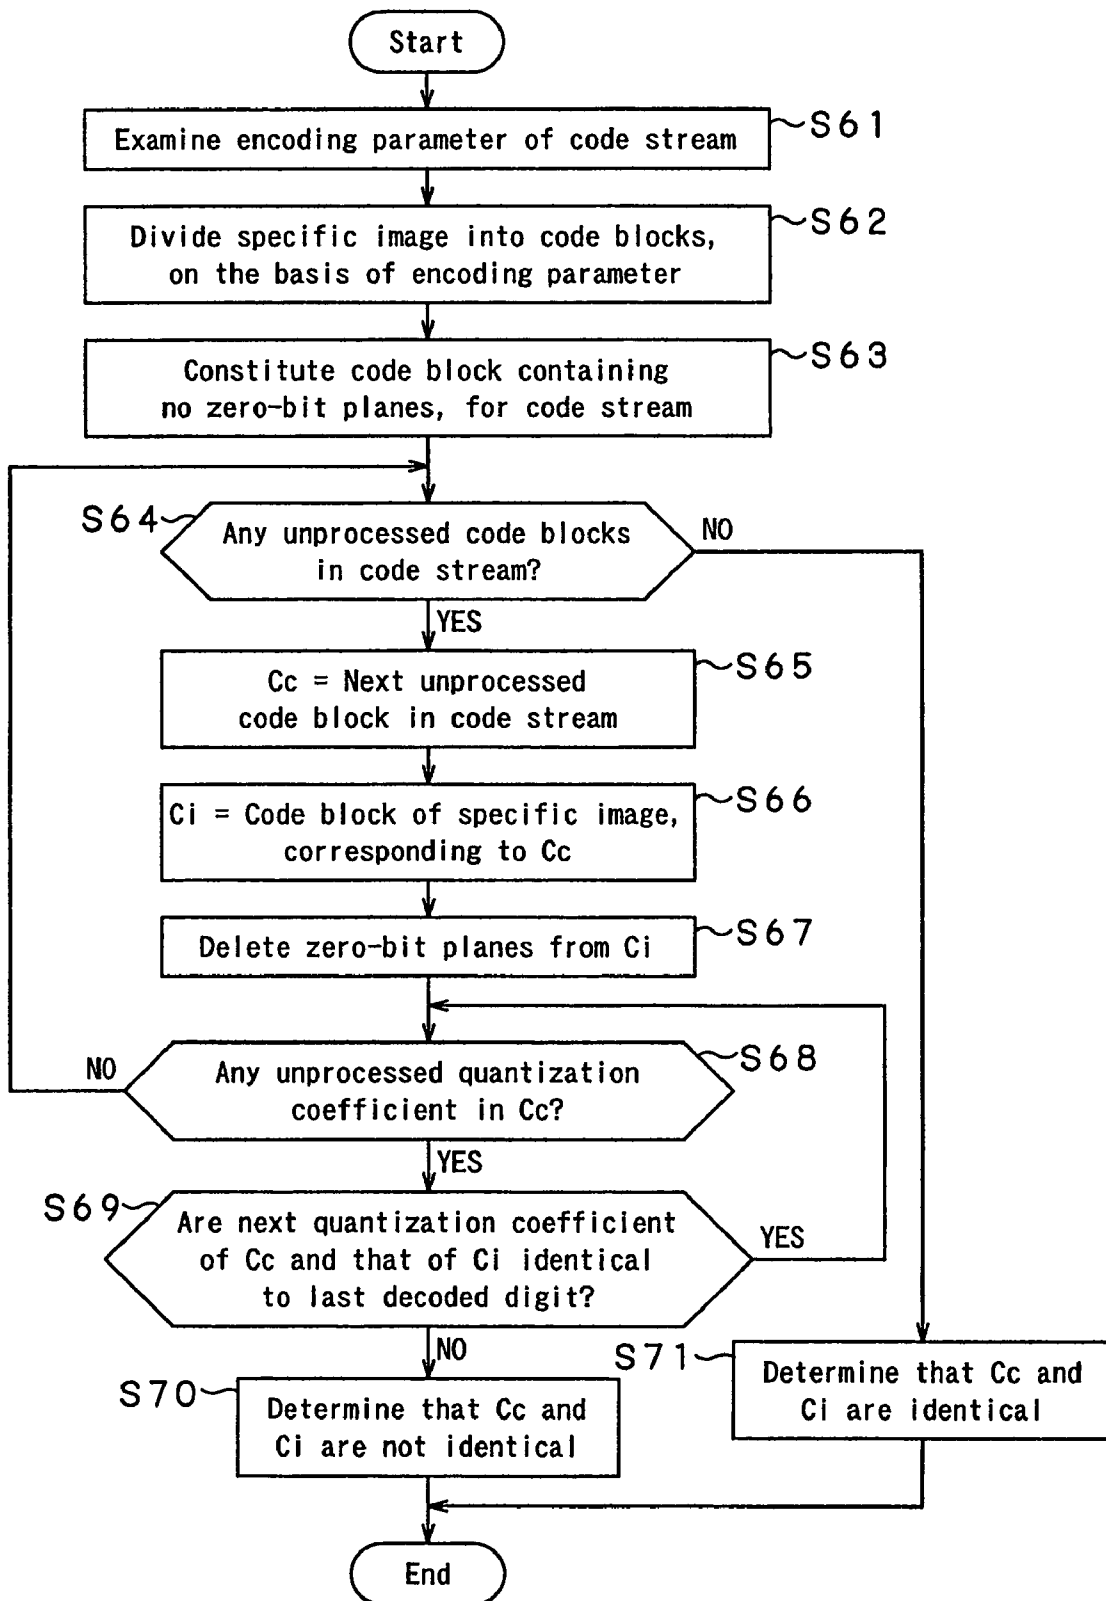 Start
Examine encoding parameter of code stream
S61
Divide specific image into code blocks,
on the basis of encoding parameter
S62
Constitute code block containing
no zero-bit planes, for code stream
S63
S64
Any unprocessed code blocks
in code stream?
NO
YES
Cc = Next unprocessed
code block in code stream
S65
Ci = Code block of specific image,
corresponding to Cc
S66
Delete zero-bit planes from Ci
S67
NO
Any unprocessed quantization
coefficient in Cc?
S68
YES
S69
Are next quantization coefficient
of Cc and that of Ci identical
to last decoded digit?
YES
NO
S70
Determine that Cc and
Ci are not identical
S71
Determine that Cc and
Ci are identical
End